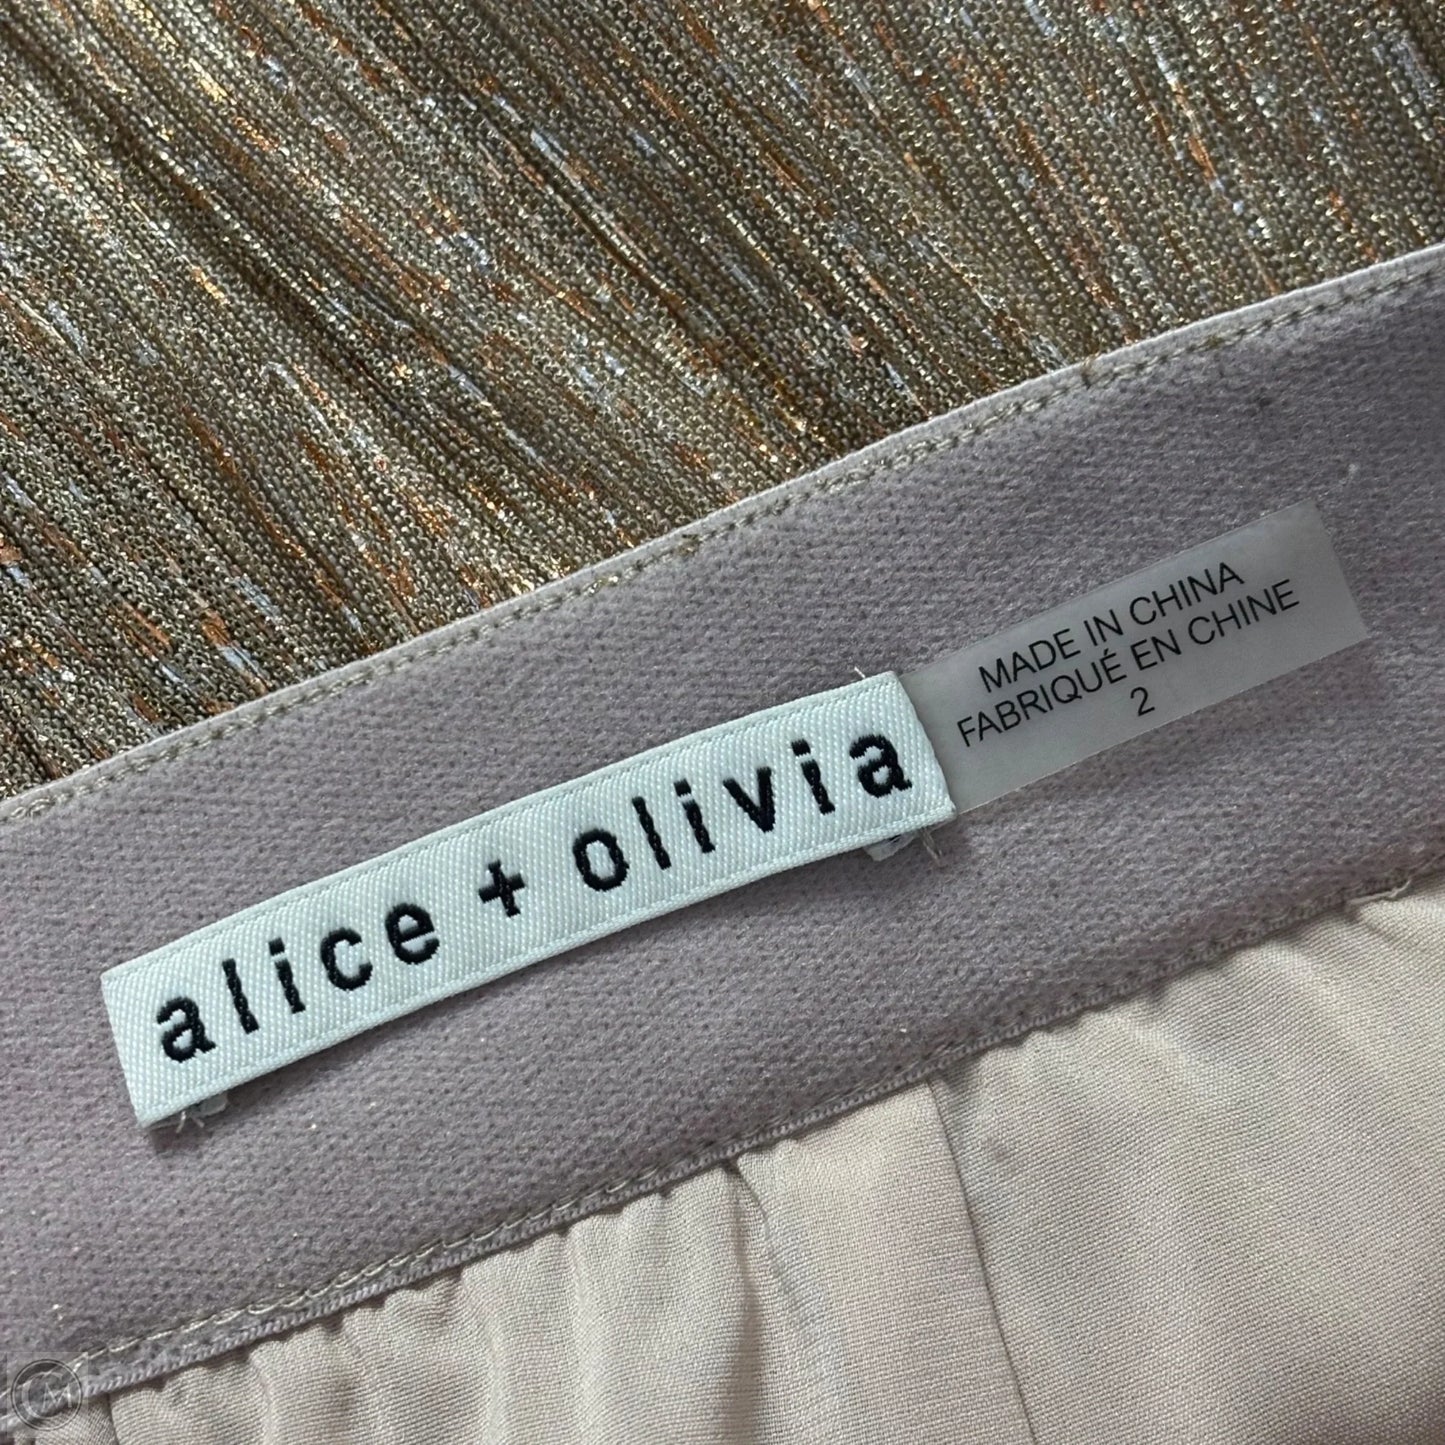 alice + olivia
MADE IN CHINA
FABRIQUÉ EN CHINE
2